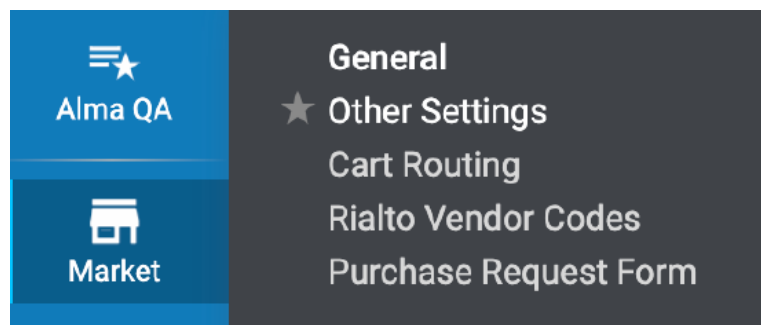 Alma QA
Market
General
Other Settings
Cart Routing
Rialto Vendor Codes
Purchase Request Form